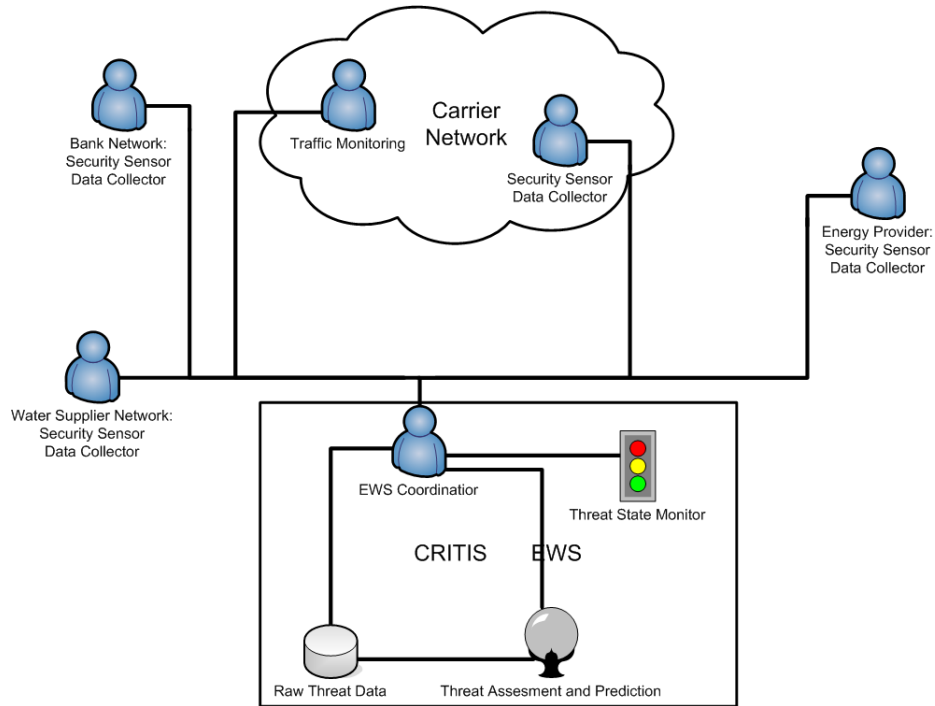 Carrier
Network
Traffic Monitoring
Bank Network:
Security Sensor
Data Collector
Security Sensor
Data Collector
Energy Provider:
Security Sensor
Data Collector
Water Supplier Network:
Security Sensor
Data Collector
EWS Coordinatior
Threat State Monitor
CRITIS EWS
Raw Threat Data
Threat Assesment and Prediction